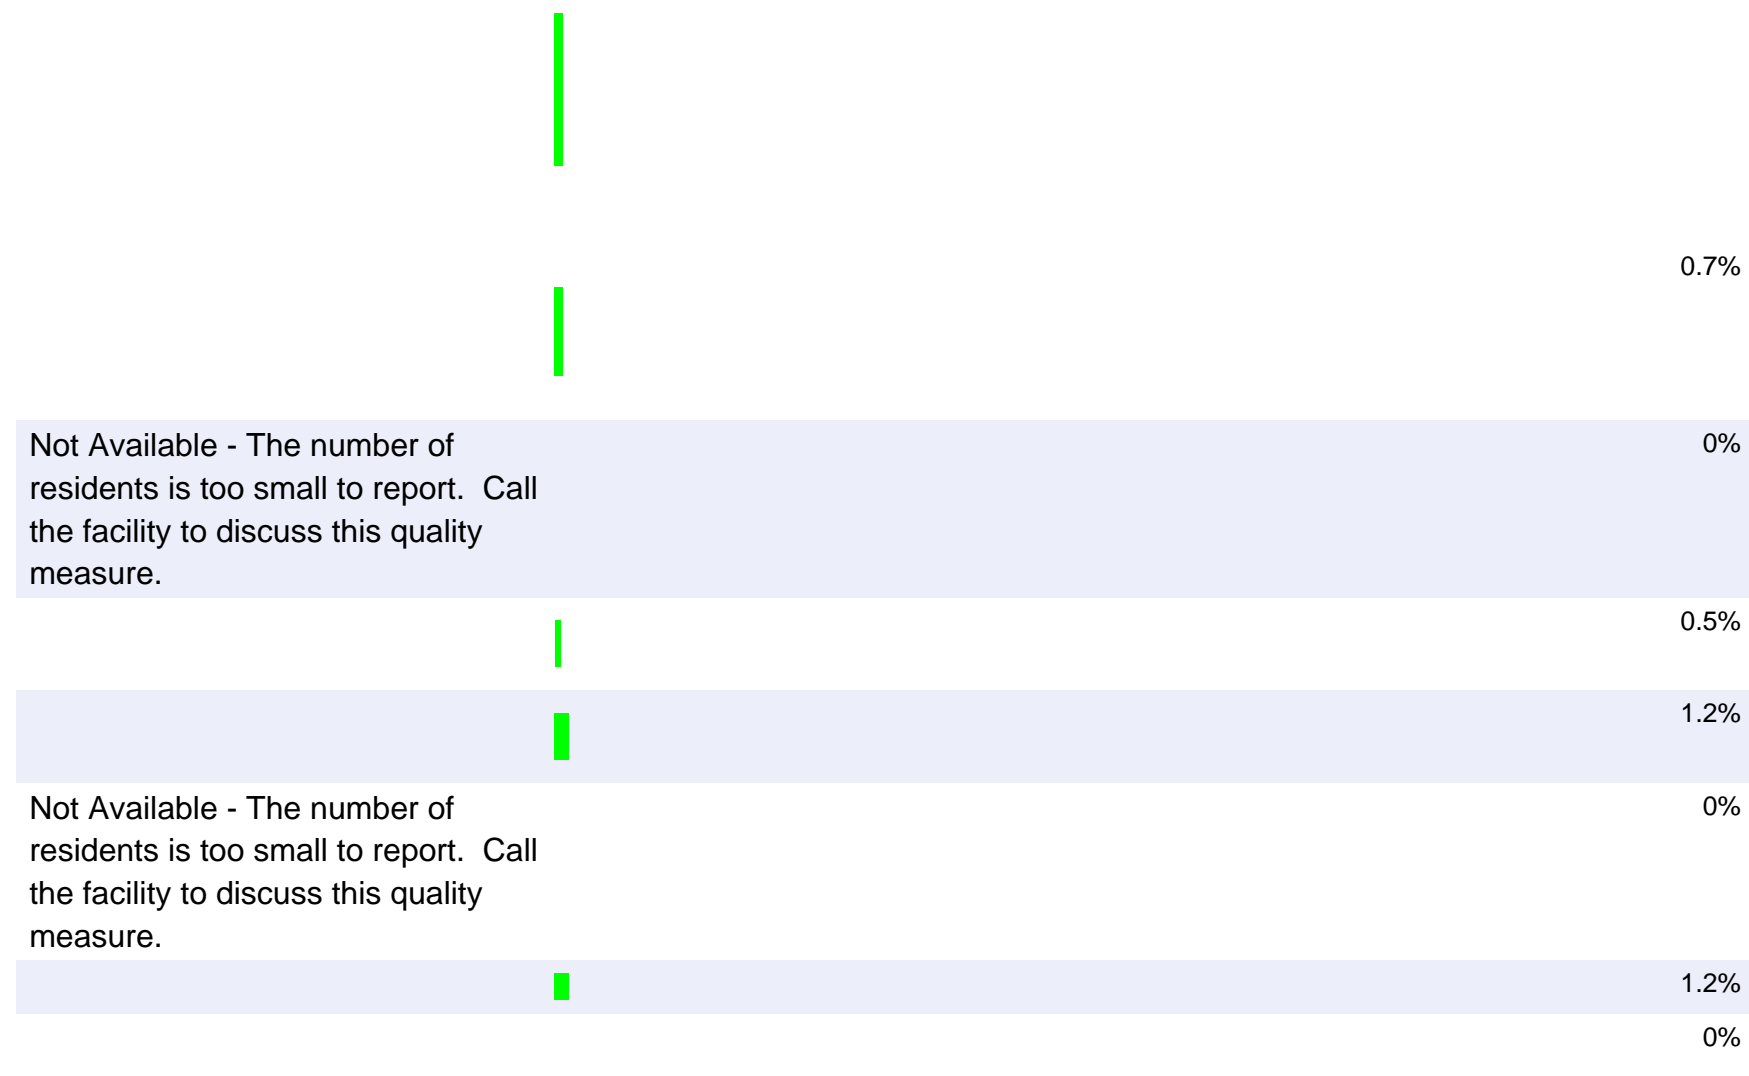 0.7%
Not Available - The number of
0%
residents is too small to report.  Call
the facility to discuss this quality
measure.
0.5%
1.2%
Not Available - The number of
0%
residents is too small to report.  Call
the facility to discuss this quality
measure.
1.2%
0%